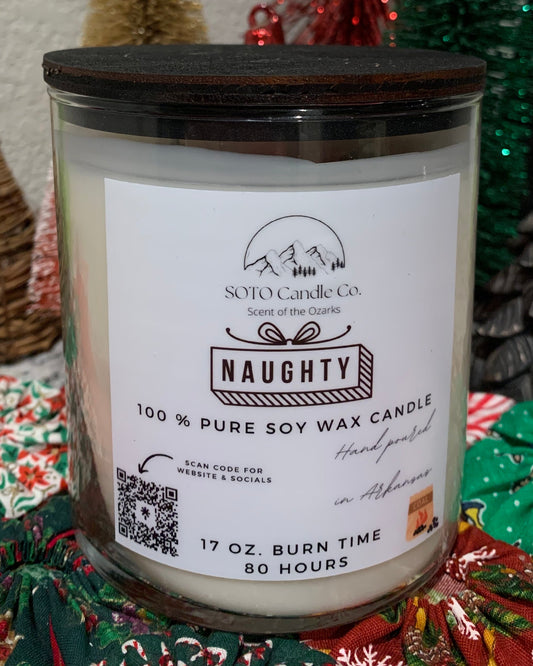 SOTO Candle Co.
Scent of the Ozarks
NAUGHTY
100 % PURE SOY WAX CANDLE
Hand poured
in Arkansas
SCAN CODE FOR
WEBSITE & SOCIALS
17 OZ. BURN TIME
80 HOURS